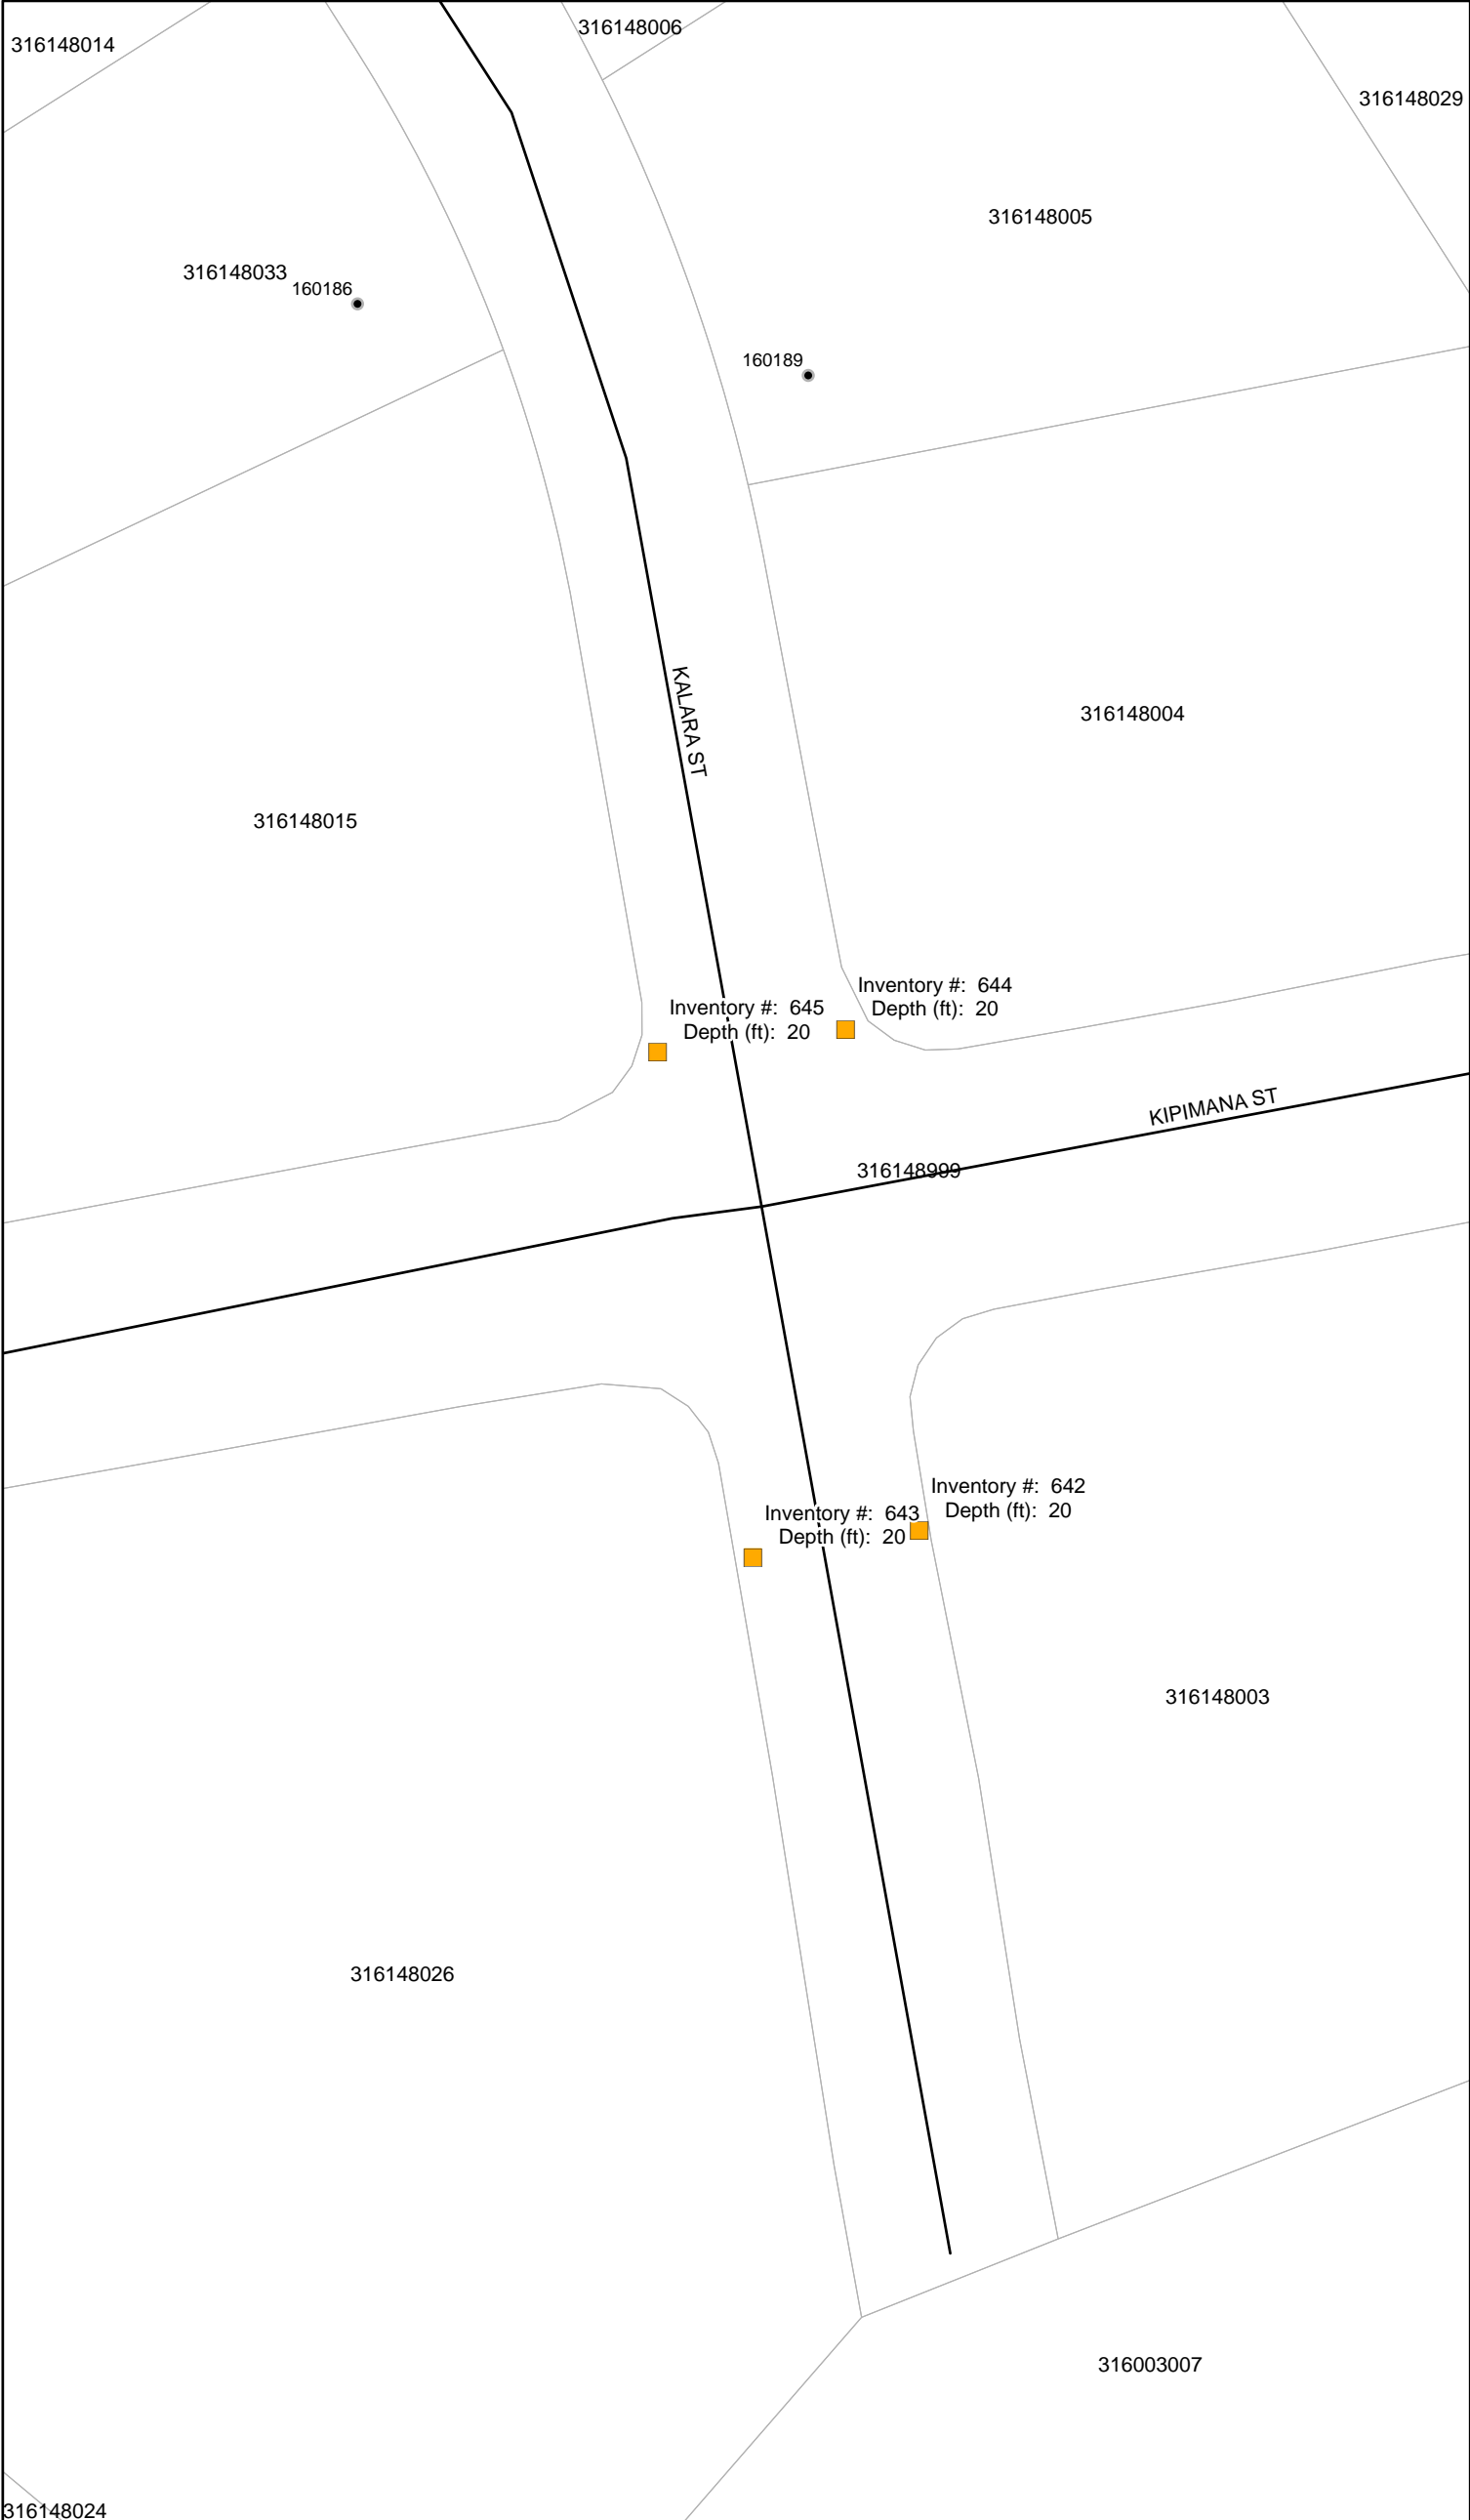 316148006
316148014
316148029
316148005
316148033
160186
160189
KALARA ST
316148004
316148015
Inventory #:  644
Depth (ft):  20
Inventory #:  645
Depth (ft):  20
KIPIMANA ST
316148999
Inventory #:  642
Depth (ft):  20
Inventory #:  643
Depth (ft):  20
316148003
316148026
316003007
316148024